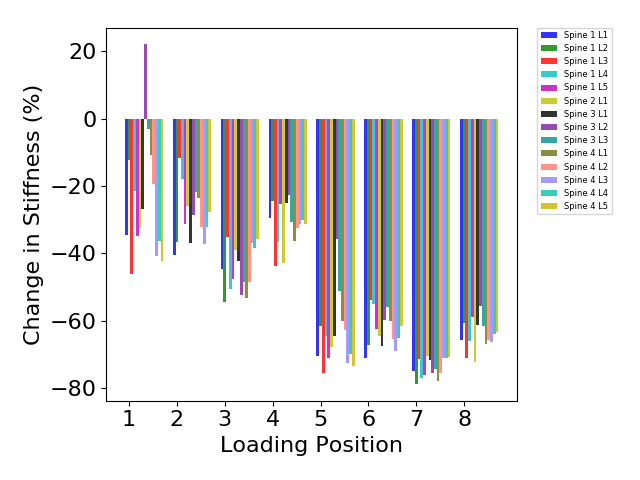 Change in Stiffness (%)
20
0
−20
−40
−60
−80
1 2 3 4 5 6 7 8
Loading Position
Spine 1 L1
Spine 1 L2
Spine 1 L3
Spine 1 L4
Spine 1 L5
Spine 2 L1
Spine 3 L1
Spine 3 L2
Spine 3 L3
Spine 4 L1
Spine 4 L2
Spine 4 L3
Spine 4 L4
Spine 4 L5